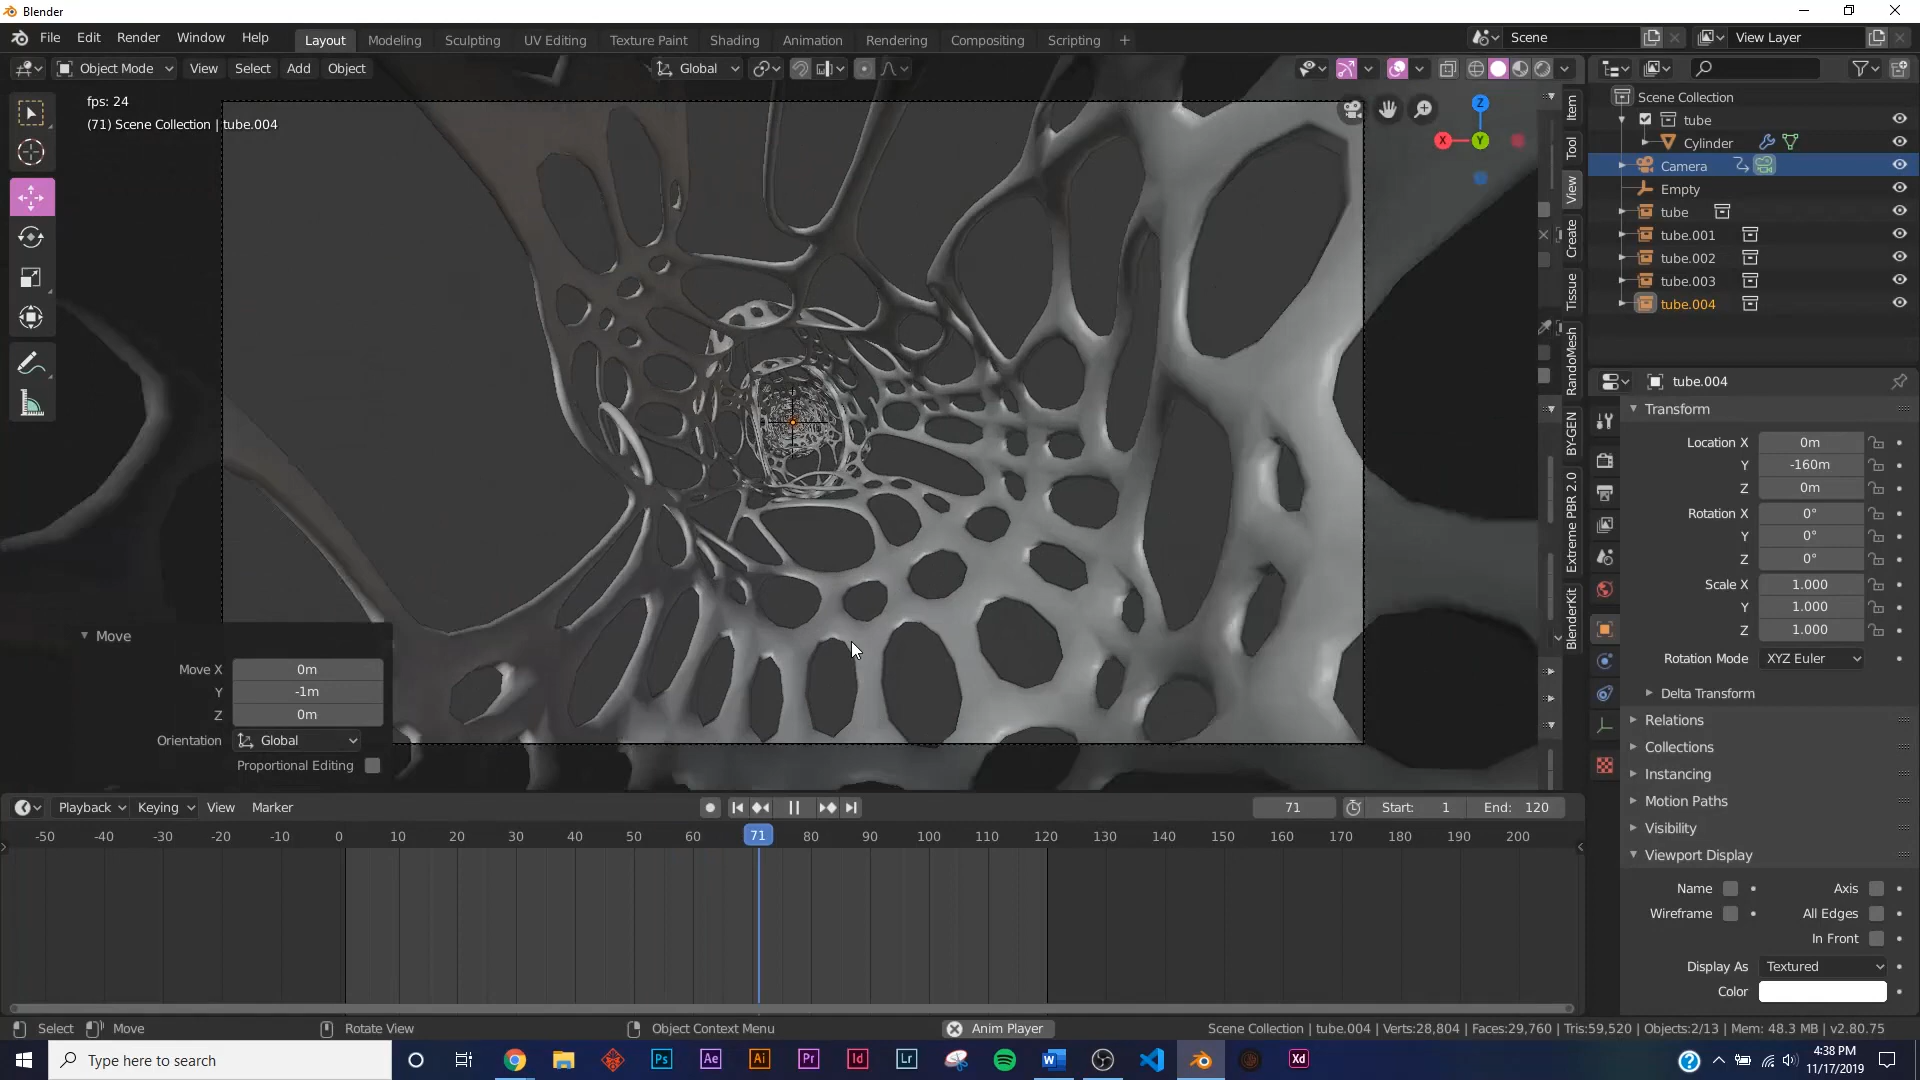 Blender
File Edit Render Window Help
Layout Modeling Sculpting UV Editing Texture Paint Shading Animation Rendering Compositing Scripting +
Scene
View Layer
Object Mode View Select Add Object
Global
fps: 24
(71) Scene Collection | tube.004
Z
X
Y
Item
Tool
View
Create
Tissue
RandoMesh
BY-GEN
Extreme PBR 2.0
BlenderKit
Scene Collection
tube
Cylinder
Camera
Empty
tube
tube.001
tube.002
tube.003
tube.004
tube.004
Transform
Location X 0m
Y -160m
Z 0m
Rotation X 0°
Y 0°
Z 0°
Scale X 1.000
Y 1.000
Z 1.000
Rotation Mode XYZ Euler
Delta Transform
Relations
Collections
Instancing
Motion Paths
Visibility
Viewport Display
Name Axis
Wireframe All Edges
In Front
Display As Textured
Color
Move
Move X 0m
Y -1m
Z 0m
Orientation Global
Proportional Editing
Playback Keying View Marker
71 Start: 1 End: 120
-50 -40 -30 -20 -10 0 10 20 30 40 50 60 71 80 90 100 110 120 130 140 150 160 170 180 190 200
Select Move Rotate View Object Context Menu Anim Player
Scene Collection | tube.004 | Verts:28,804 | Faces:29,760 | Tris:59,520 | Objects:2/13 | Mem: 48.3 MB | v2.80.75
Type here to search
Ps Ae Ai Pr Id Lr W Xd
4:38 PM
11/17/2019